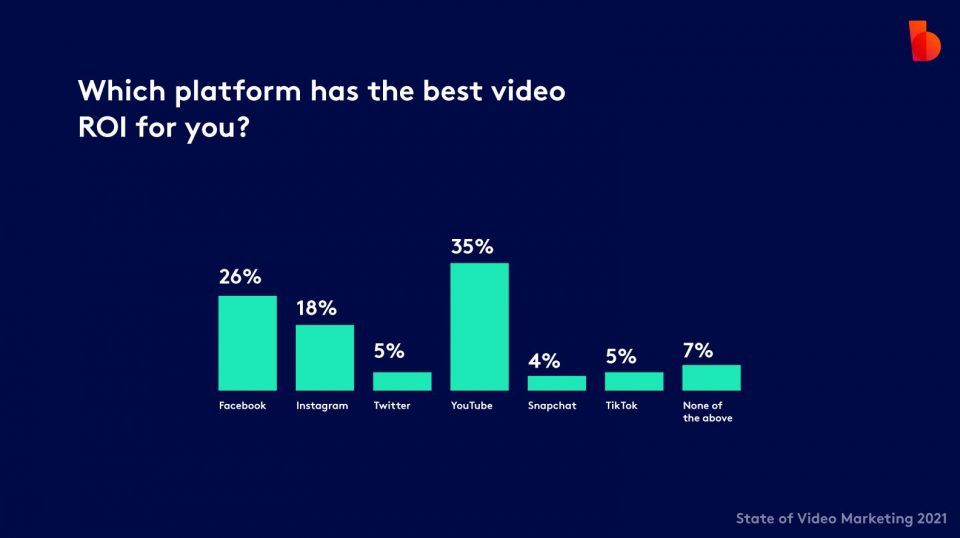 Which platform has the best video
ROI for you?
35%
26%
18%
5%
4%
5%
7%
Facebook
Instagram
Twitter
YouTube
Snapchat
TikTok
None of
the above
State of Video Marketing 2021